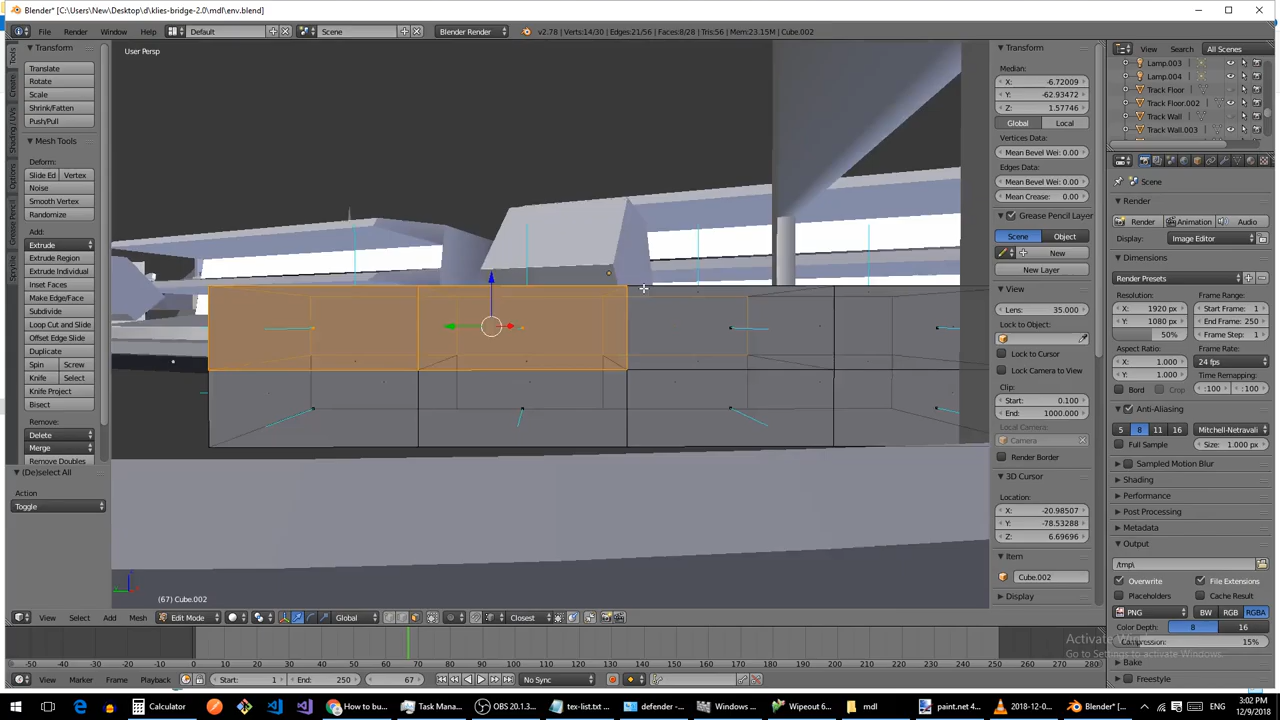 Blender* [C:\Users\New\Desktop\d\klies-bridge-2.0\mdl\env.blend]
File Render Window Help Default Scene Blender Render v2.78 | Verts:14/30 | Edges:21/56 | Faces:8/28 | Tris:56 | Mem:23.15M | Cube.002
User Persp
Tools
Create
Shading / UVs
Options
Grease Pencil
Transform
Translate
Rotate
Scale
Shrink/Fatten
Push/Pull
Mesh Tools
Deform:
Slide Ed Vertex
Noise
Smooth Vertex
Randomize
Add:
Extrude
Extrude Region
Extrude Individual
Inset Faces
Make Edge/Face
Subdivide
Loop Cut and Slide
Offset Edge Slide
Duplicate
Spin Screw
Knife Select
Knife Project
Bisect
Remove:
Delete
Merge
Remove Doubles
(De)select All
Action
Toggle
(67) Cube.002
Transform
Median:
X: -6.72009
Y: -62.93472
Z: 1.57746
Global Local
Vertices Data:
Mean Bevel Wei: 0.00
Edges Data:
Mean Bevel Wei: 0.00
Mean Crease: 0.00
Grease Pencil Layer
Scene Object
New
New Layer
View
Lens: 35.000
Lock to Object:
Lock to Cursor
Lock Camera to View
Clip:
Start: 0.100
End: 1000.000
Local Camera:
Camera
Render Border
3D Cursor
Location:
X: -20.98507
Y: -78.53288
Z: 6.69696
Item
Cube.002
Display
View Search All Scenes
Lamp.003
Lamp.004
Track Floor
Track Floor.002
Track Wall
Track Wall.003
Scene
Render
Render Animation Audio
Display: Image Editor
Dimensions
Render Presets
Resolution: Frame Range:
1920 px Start Frame: 1
1080 px End Frame: 250
50% Frame Step: 1
Aspect Ratio: Frame Rate:
X: 1.000 24 fps
Y: 1.000 Time Remapping:
Bord Crop :100 :100
Anti-Aliasing
5 8 11 16 Mitchell-Netravali
Full Sample Size: 1.000 px
Sampled Motion Blur
Shading
Performance
Post Processing
Metadata
Output
/tmp\
Overwrite File Extensions
Placeholders Cache Result
PNG BW RGB RGBA
Color Depth: 8 16
Compression: 15%
Bake
Freestyle
Activate Windows
Go to Settings to activate Windows.
View Select Add Mesh Edit Mode Global Closest
-50 -40 -30 -20 -10 0 10 20 30 40 50 60 70 80 90 100 110 120 130 140 150 160 170 180 190 200 210 220 230 240 250 260 270 280
View Marker Frame Playback Start: 1 End: 250 67 No Sync
Calculator How to bu... Task Mana... OBS 20.1.3... tex-list.txt ... defender -... Windows ... Wipeout 6... mdl paint.net 4... 2018-12-0... Blender* [... 3:02 PM
12/9/2018